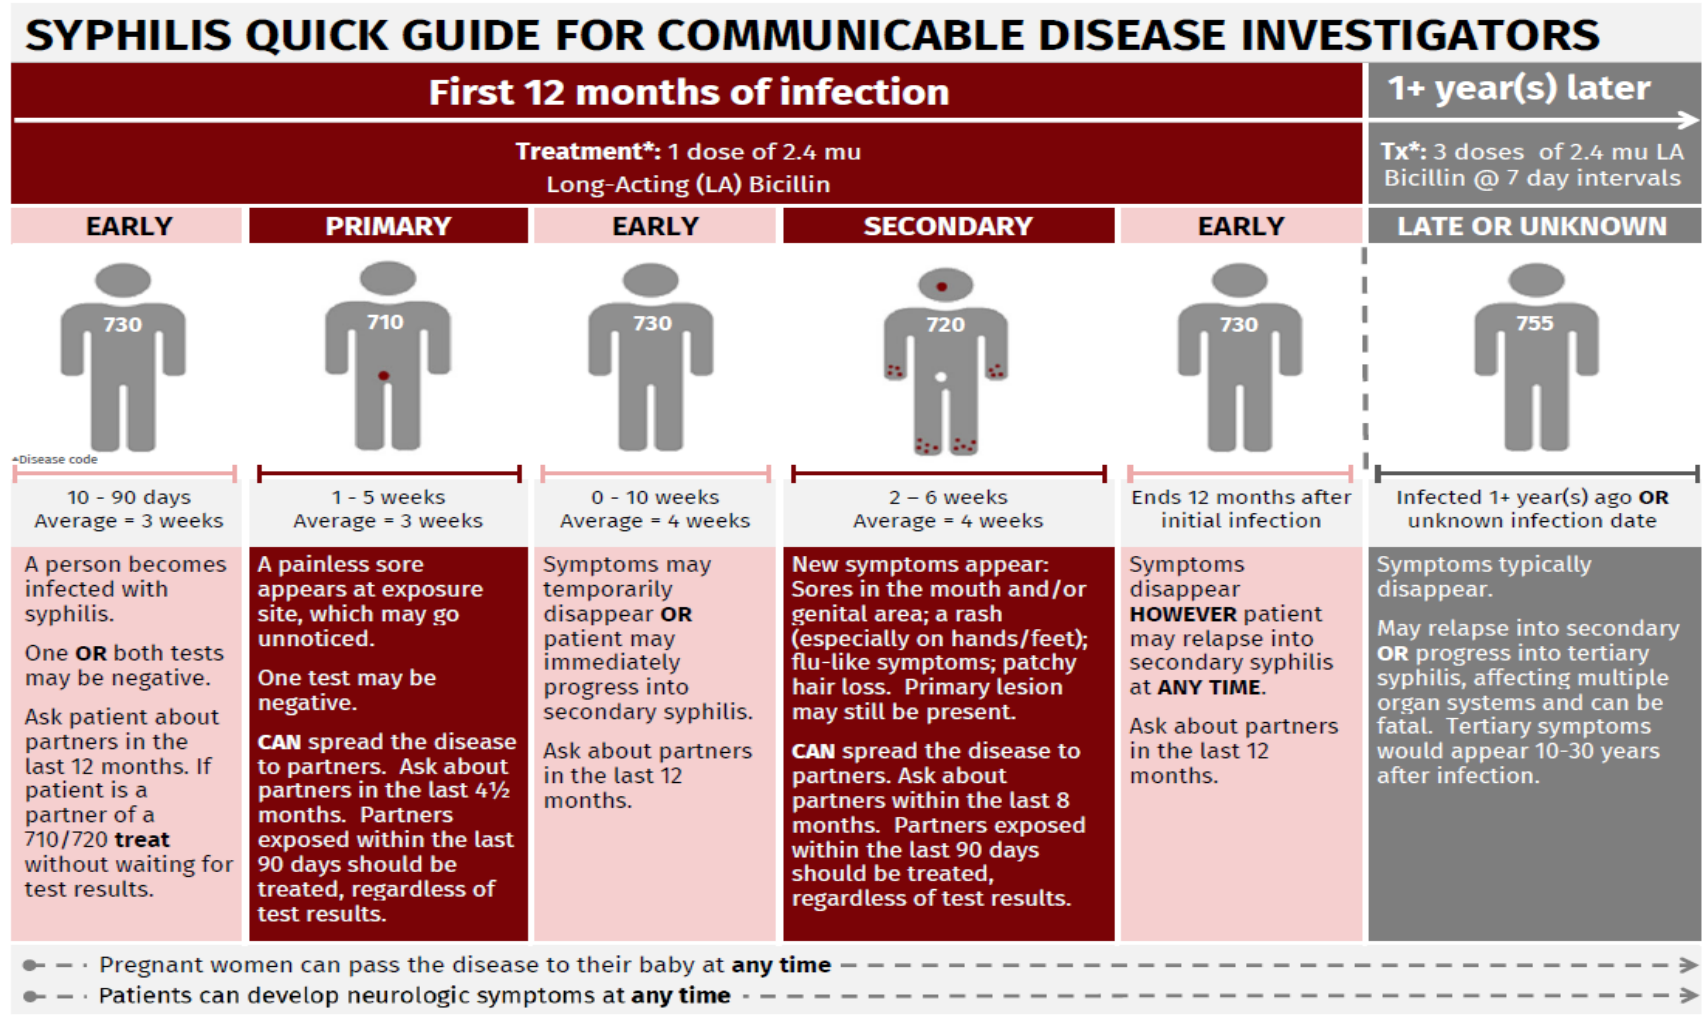 SYPHILIS QUICK GUIDE FOR COMMUNICABLE DISEASE INVESTIGATORS
First 12 months of infection
1+ year(s) later
Treatment*: 1 dose of 2.4 mu
Long-Acting (LA) Bicillin
Tx*: 3 doses of 2.4 mu LA
Bicillin @ 7 day intervals
EARLY
PRIMARY
EARLY
SECONDARY
EARLY
LATE OR UNKNOWN
730
710
730
720
730
755
*Disease code
10 - 90 days
Average = 3 weeks
1 - 5 weeks
Average = 3 weeks
0 - 10 weeks
Average = 4 weeks
2 – 6 weeks
Average = 4 weeks
Ends 12 months after
initial infection
Infected 1+ year(s) ago OR
unknown infection date
A person becomes
infected with
syphilis.
One OR both tests
may be negative.
Ask patient about
partners in the
last 12 months. If
patient is a
partner of a
710/720 treat
without waiting for
test results.
A painless sore
appears at exposure
site, which may go
unnoticed.
One test may be
negative.
CAN spread the disease
to partners. Ask about
partners in the last 4½
months. Partners
exposed within the last
90 days should be
treated, regardless of
test results.
Symptoms may
temporarily
disappear OR
patient may
immediately
progress into
secondary syphilis.
Ask about partners
in the last 12
months.
New symptoms appear:
Sores in the mouth and/or
genital area; a rash
(especially on hands/feet);
flu-like symptoms; patchy
hair loss. Primary lesion
may still be present.
CAN spread the disease to
partners. Ask about
partners within the last 8
months. Partners exposed
within the last 90 days
should be treated,
regardless of test results.
Symptoms
disappear
HOWEVER patient
may relapse into
secondary syphilis
at ANY TIME.
Ask about partners
in the last 12
months.
Symptoms typically
disappear.
May relapse into secondary
OR progress into tertiary
syphilis, affecting multiple
organ systems and can be
fatal. Tertiary symptoms
would appear 10-30 years
after infection.
Pregnant women can pass the disease to their baby at any time
Patients can develop neurologic symptoms at any time